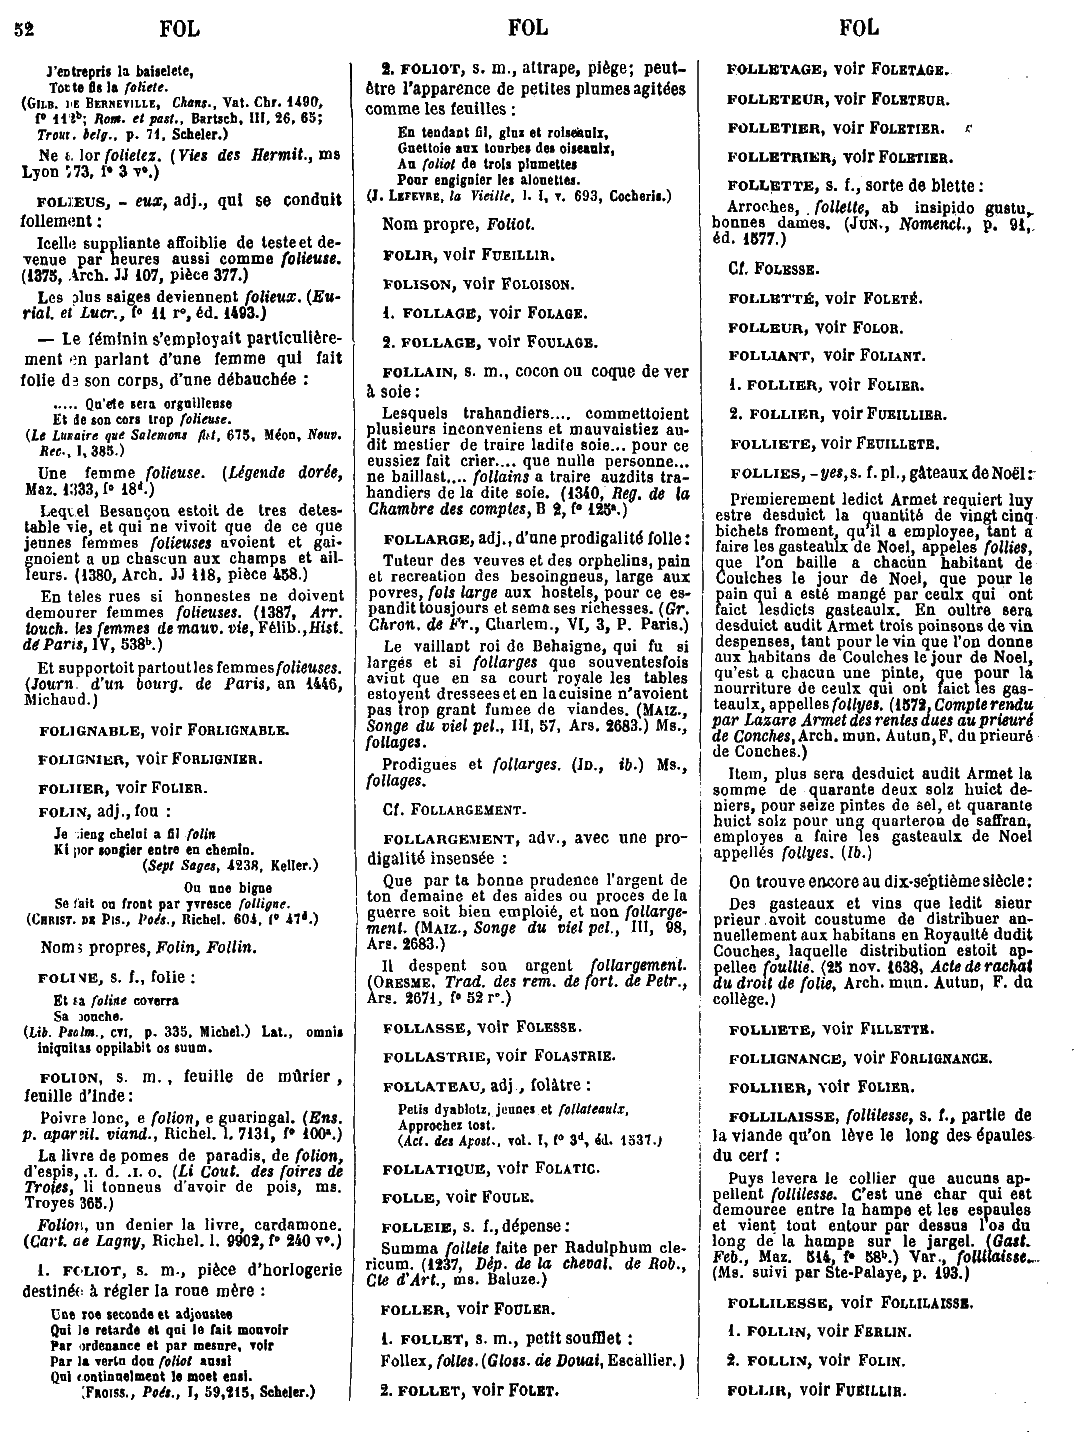 52 FOL FOL FOL
J'entrepris la baiselete,
Tote fis la foliete.
(GILB. DE BERNEVILLE, Chans., Vat. Chr. 1490,
f° 112ᵇ; Rom. et past., Bartsch, III, 26, 65;
Trouv. belg., p. 71, Scheler.)
Ne lor folietez. (Vies des Hermit., ms
Lyon 773, f° 3 v°.)
FOLIEUS, - eux, adj., qui se conduit
follement :
Icelle suppliante affoiblie de teste et de-
venue par heures aussi comme folieuse.
(1375, Arch. JJ 107, pièce 377.)
Les plus saiges deviennent folieux. (Eu-
rial. et Lucr., f° 11 r°, éd. 1493.)
— Le féminin s'employait particulière-
ment en parlant d'une femme qui fait
folie de son corps, d'une débauchée :
..... Qu'ele sera orguilleuse
Et de son cors trop folieuse.
(Le Lunaire que Salemons fist, 675, Méon, Nouv.
Rec., I, 385.)
Une femme folieuse. (Légende dorée,
Maz. 1333, f° 18ᵈ.)
Lequel Besançon estoit de tres detes-
table vie, et qui ne vivoit que de ce que
jeunes femmes folieuses avoient et gai-
gnoient a un chascun aux champs et ail-
leurs. (1380, Arch. JJ 118, pièce 458.)
En teles rues si honnestes ne doivent
demourer femmes folieuses. (1387, Arr.
touch. les femmes de mauv. vie, Félib., Hist.
de Paris, IV, 538ᵇ.)
Et supportoit partout les femmes folieuses.
(Journ. d'un bourg. de Paris, an 1446,
Michaud.)
FOLIGNABLE, voir FORLIGNABLE.
FOLIGNIER, voir FORLIGNIER.
FOLIIER, voir FOLIER.
FOLIN, adj., fou :
Je tieng chelui a fil folin
Ki por songier entre en chemin.
(Sept Sages, 4238, Keller.)
Ou une bigne
Se fait ou front par yvresce folligne.
(CHRIST. DE PIS., Poés., Richel. 604, f° 47ᵈ.)
Noms propres, Folin, Follin.
FOLINE, s. f., folie :
Et sa foline coverra
Sa bouche.
(Lib. Psalm., CVI, p. 335, Michel.) Lat., omnis
iniquitas oppilabit os suum.
FOLION, s. m., feuille de mûrier,
feuille d'Inde :
Poivre lonc, e folion, e guaringal. (Ens.
p. apareil. viand., Richel. l. 7131, f° 100ᵃ.)
La livre de pomes de paradis, de folion,
d'espis, .I. d. .I. o. (Li Cout. des foires de
Troies, li tonneus d'avoir de pois, ms.
Troyes 365.)
Folion, un denier la livre, cardamone.
(Cart. de Lagny, Richel. l. 9902, f° 240 v°.)
1. FOLIOT, s. m., pièce d'horlogerie
destinée à régler la roue mère :
Une roe seconde et adjoustee
Qui le retarde et qui le fait mouvoir
Par ordenance et par mesure, voir
Par la vertu dou foliot aussi
Qui continuelment le moet ensi.
(FROISS., Poés., I, 59,215, Scheler.)
2. FOLIOT, s. m., attrape, piège; peut-
être l'apparence de petites plumes agitées
comme les feuilles :
En tendant fil, gluz et roiseaulx,
Guettoie aux tourbes des oiseaulx,
Au foliot de trois plumettes
Pour engignier les alouettes.
(J. LEFEVRE, la Vieille, l. I, v. 693, Cocheris.)
Nom propre, Foliot.
FOLIR, voir FUEILLIR.
FOLISON, voir FOLOISON.
1. FOLLAGE, voir FOLAGE.
2. FOLLAGE, voir FOULAGE.
FOLLAIN, s. m., cocon ou coque de ver
à soie :
Lesquels trahandiers.... commettoient
plusieurs inconveniens et mauvaistiez au-
dit mestier de traire ladite soie... pour ce
eussiez fait crier.... que nulle personne...
ne baillast.... follains a traire auzdits tra-
handiers de la dite soie. (1340, Reg. de la
Chambre des comptes, B 2, f° 125ᵃ.)
FOLLARGE, adj., d'une prodigalité folle :
Tuteur des veuves et des orphelins, pain
et recreation des besoingneus, large aux
povres, fols large aux hostels, pour ce es-
pandit tousjours et sema ses richesses. (Gr.
Chron. de Fr., Charlem., VI, 3, P. Paris.)
Le vaillant roi de Behaigne, qui fu si
larges et si follarges que souventesfois
avint que en sa court royale les tables
estoyent dressees et en la cuisine n'avoient
pas trop grant fumee de viandes. (MAIZ.,
Songe du viel pel., III, 57, Ars. 2683.) Ms.,
follages.
Prodigues et follarges. (ID., ib.) Ms.,
follages.
Cf. FOLLARGEMENT.
FOLLARGEMENT, adv., avec une pro-
digalité insensée :
Que par ta bonne prudence l'argent de
ton demaine et des aides ou proces de la
guerre soit bien emploié, et non follarge-
ment. (MAIZ., Songe du viel pel., III, 98,
Ars. 2683.)
Il despent son argent follargement.
(ORESME, Trad. des rem. de fort. de Petr.,
Ars. 2671, f° 52 r°.)
FOLLASSE, voir FOLESSE.
FOLLASTRIE, voir FOLASTRIE.
FOLLATEAU, adj., folâtre :
Petis dyablotz, jeunes et follateaulx,
Approchez tost.
(Act. des Apost., vol. I, f° 3ᵈ, éd. 1537.)
FOLLATIQUE, voir FOLATIC.
FOLLE, voir FOULE.
FOLLEIE, s. f., dépense :
Summa folleie faite per Radulphum cle-
ricum. (1237, Dép. de la cheval. de Rob.,
Cte d'Art., ms. Baluze.)
FOLLER, voir FOULER.
1. FOLLET, s. m., petit soufflet :
Follex, folles. (Gloss. de Douai, Escallier.)
2. FOLLET, voir FOLET.
FOLLETAGE, voir FOLETAGE.
FOLLETEUR, voir FOLETEUR.
FOLLETIER, voir FOLETIER.
FOLLETRIER, voir FOLETIER.
FOLLETTE, s. f., sorte de blette :
Arroches, follette, ab insipido gustu,
bonnes dames. (JUN., Nomencl., p. 91,
éd. 1577.)
Cf. FOLESSE.
FOLLETTÉ, voir FOLETÉ.
FOLLEUR, voir FOLOR.
FOLLIANT, voir FOLIANT.
1. FOLLIER, voir FOLIER.
2. FOLLIER, voir FUEILLIER.
FOLLIETE, voir FEUILLETE.
FOLLIES, -yes, s. f. pl., gâteaux de Noël :
Premierement ledict Armet requiert luy
estre desduict la quantité de vingt cinq
bichets froment, qu'il a employee, tant a
faire les gasteaulx de Noel, appeles follies,
que l'on baille a chacun habitant de
Coulches le jour de Noel, que pour le
pain qui a esté mangé par ceulx qui ont
faict lesdicts gasteaulx. En oultre sera
desduict audit Armet trois poinsons de vin
despenses, tant pour le vin que l'on donne
aux habitans de Coulches le jour de Noel,
qu'est a chacun une pinte, que pour la
nourriture de ceulx qui ont faict les gas-
teaulx, appelles follyes. (1572, Compte rendu
par Lazare Armet des rentes dues au prieuré
de Conches, Arch. mun. Autun, F. du prieuré
de Conches.)
Item, plus sera desduict audit Armet la
somme de quarante deux solz huict de-
niers, pour seize pintes de sel, et quarante
huict solz pour ung quarteron de saffran,
employes a faire les gasteaulx de Noel
appellés follyes. (Ib.)
On trouve encore au dix-septième siècle :
Des gasteaux et vins que ledit sieur
prieur avoit coustume de distribuer an-
nuellement aux habitans en Royaulté dudit
Couches, laquelle distribution estoit ap-
pellee foullie. (25 nov. 1638, Acte de rachat
du droit de folie, Arch. mun. Autun, F. du
collège.)
FOLLIETE, voir FILLETTE.
FOLLIGNANCE, voir FORLIGNANCE.
FOLLIIER, voir FOLIER.
FOLLILAISSE, follilesse, s. f., partie de
la viande qu'on lève le long des épaules
du cerf :
Puys levera le collier que aucuns ap-
pellent follilesse. C'est une char qui est
demouree entre la hampe et les espaules
et vient tout entour par dessus l'os du
long de la hampe sur le jargel. (Gast.
Feb., Maz. 514, f° 58ᵇ.) Var., follilaisse.
(Ms. suivi par Ste-Palaye, p. 193.)
FOLLILESSE, voir FOLLILAISSE.
1. FOLLIN, voir FERLIN.
2. FOLLIN, voir FOLIN.
FOLLIR, voir FUEILLIR.